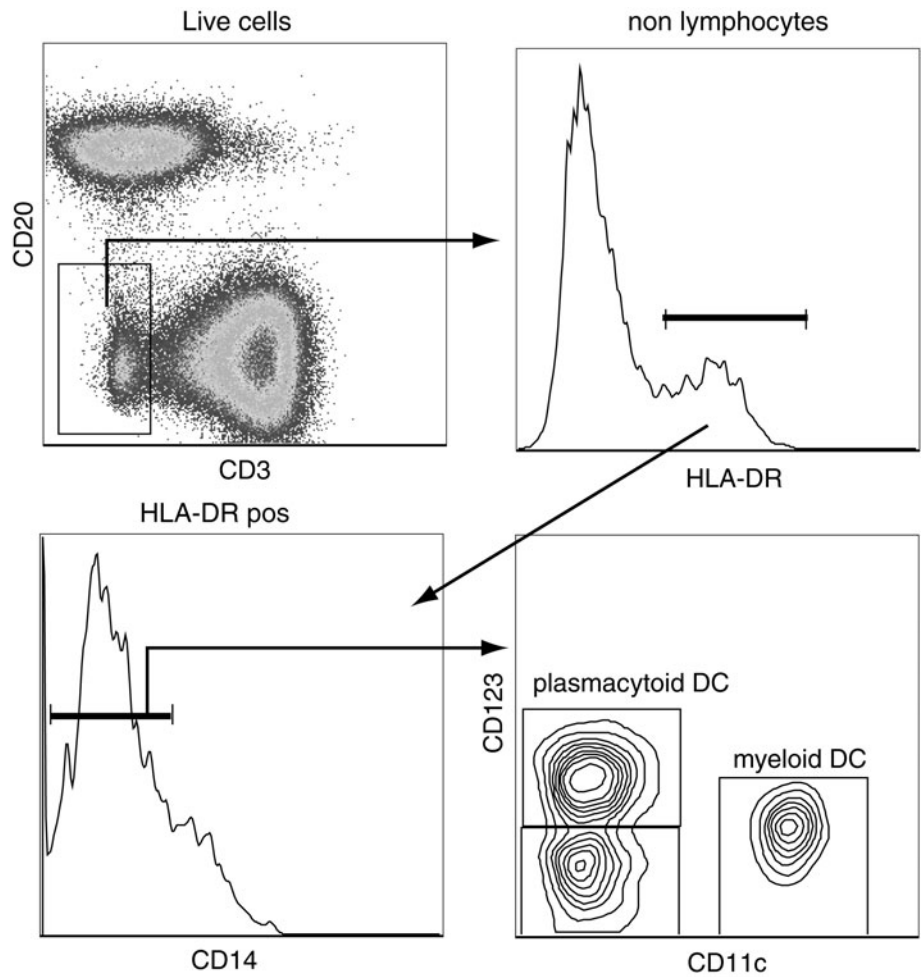 Live cells
non lymphocytes
CD20
CD3
HLA-DR
HLA-DR pos
CD123
plasmacytoid DC
myeloid DC
CD14
CD11c